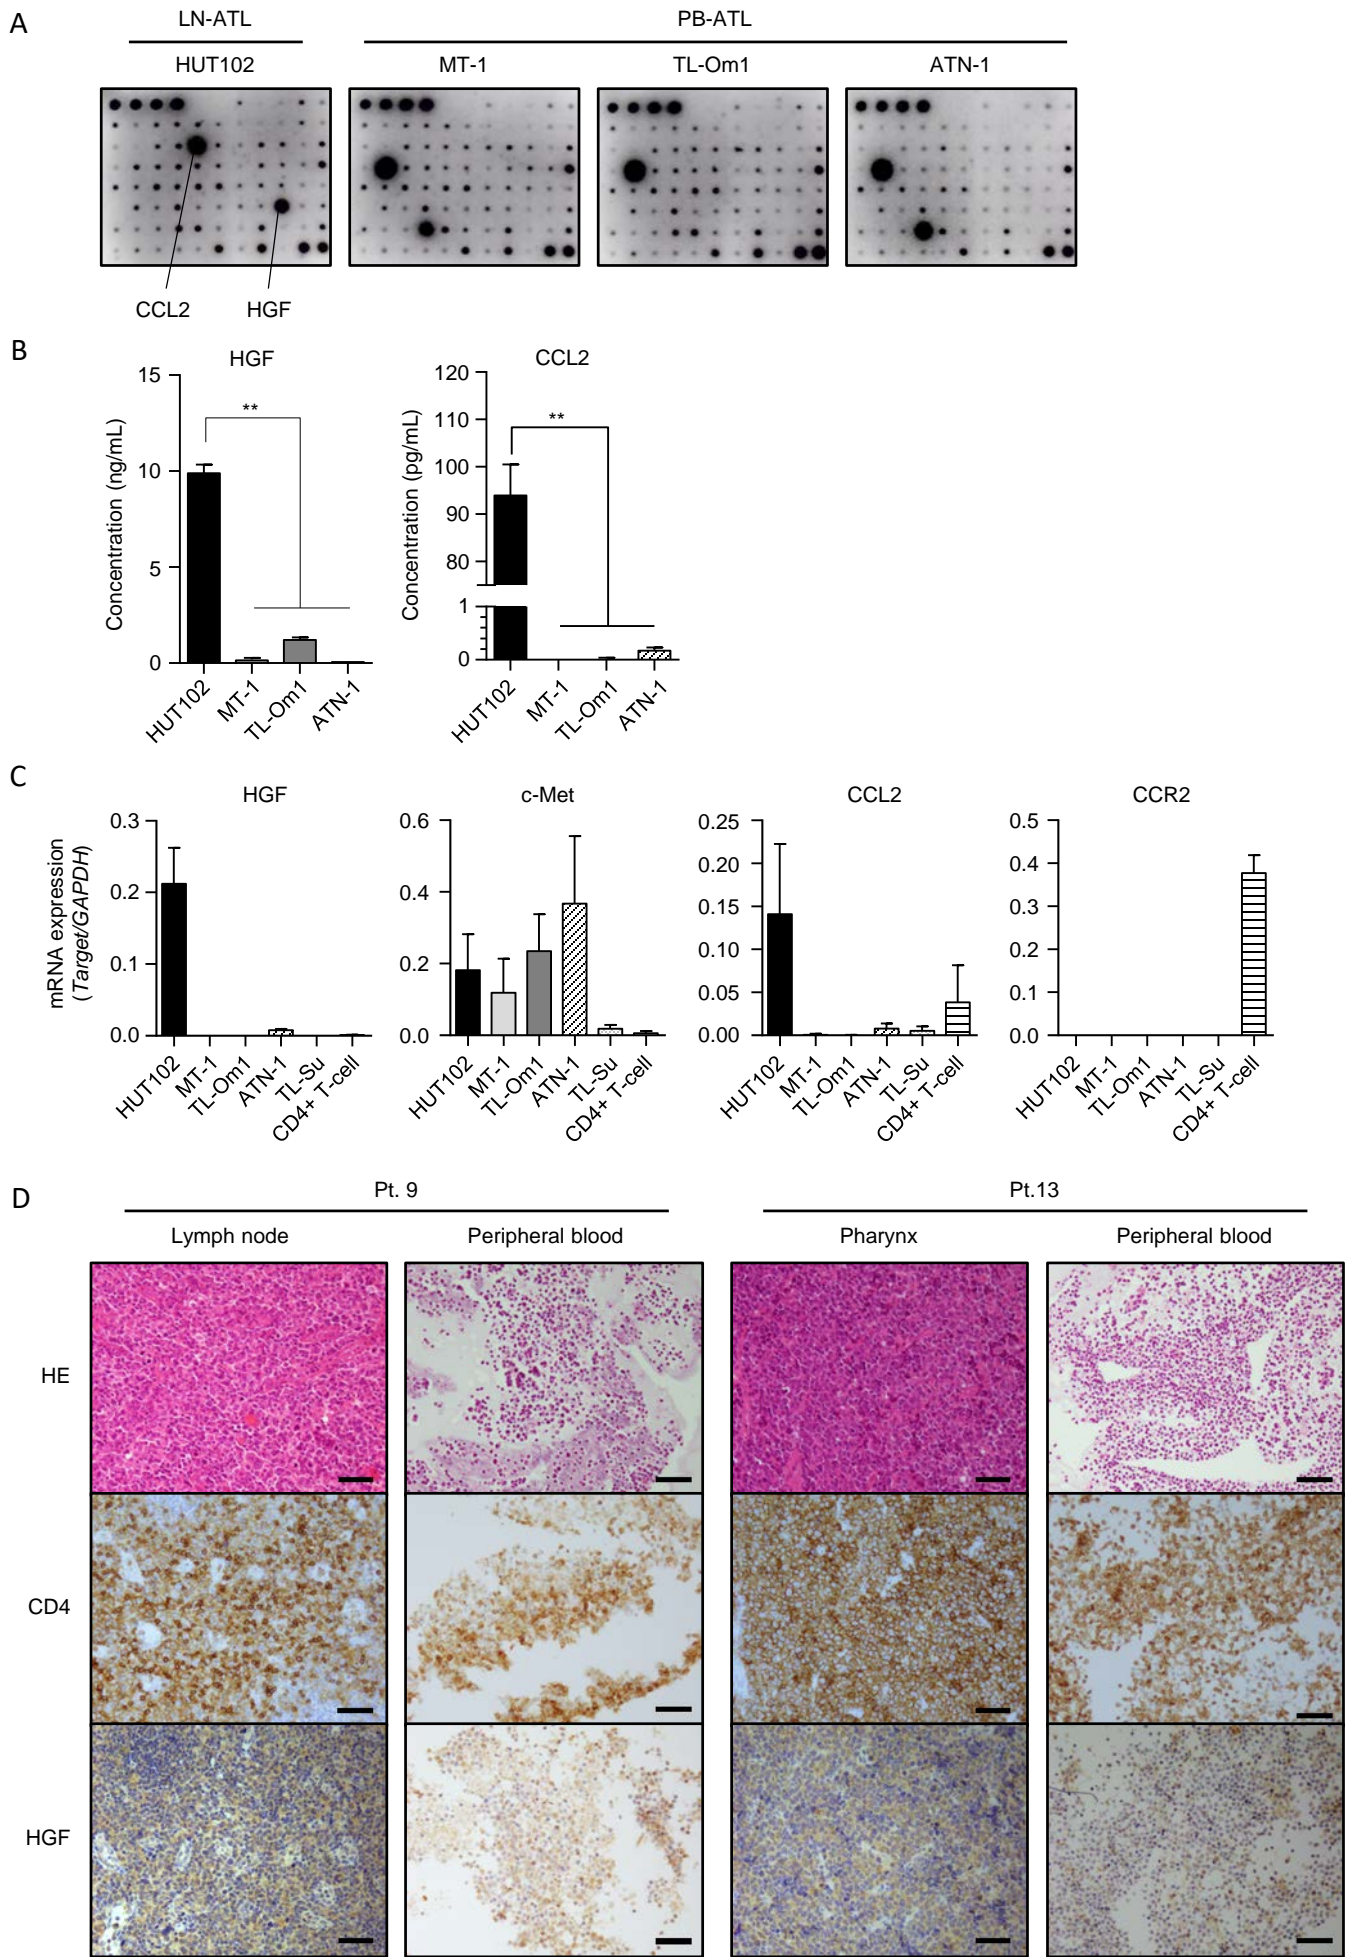 A
LN-ATL
PB-ATL
HUT102
MT-1
TL-Om1
ATN-1
CCL2
HGF
B
HGF
Concentration (ng/mL)
15
10
5
0
**
HUT102
MT-1
TL-Om1
ATN-1
CCL2
Concentration (pg/mL)
120
110
100
90
80
1
0
**
HUT102
MT-1
TL-Om1
ATN-1
C
mRNA expression
(Target/GAPDH)
HGF
0.3
0.2
0.1
0.0
HUT102
MT-1
TL-Om1
ATN-1
TL-Su
CD4+ T-cell
c-Met
0.6
0.4
0.2
0.0
HUT102
MT-1
TL-Om1
ATN-1
TL-Su
CD4+ T-cell
CCL2
0.25
0.20
0.15
0.10
0.05
0.00
HUT102
MT-1
TL-Om1
ATN-1
TL-Su
CD4+ T-cell
CCR2
0.5
0.4
0.3
0.2
0.1
0.0
HUT102
MT-1
TL-Om1
ATN-1
TL-Su
CD4+ T-cell
D
Pt. 9
Pt.13
Lymph node
Peripheral blood
Pharynx
Peripheral blood
HE
CD4
HGF